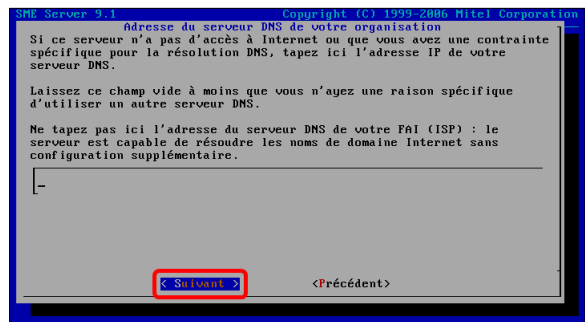 SME Server 9.1 Copyright (C) 1999-2006 Mitel Corporation
Adresse du serveur DNS de votre organisation
Si ce serveur n'a pas d'accès à Internet ou que vous avez une contrainte
spécifique pour la résolution DNS, tapez ici l'adresse IP de votre
serveur DNS.
Laissez ce champ vide à moins que vous n'ayez une raison spécifique
d'utiliser un autre serveur DNS.
Ne tapez pas ici l'adresse du serveur DNS de votre FAI (ISP) : le
serveur est capable de résoudre les noms de domaine Internet sans
configuration supplémentaire.
< Suivant > <Précédent>